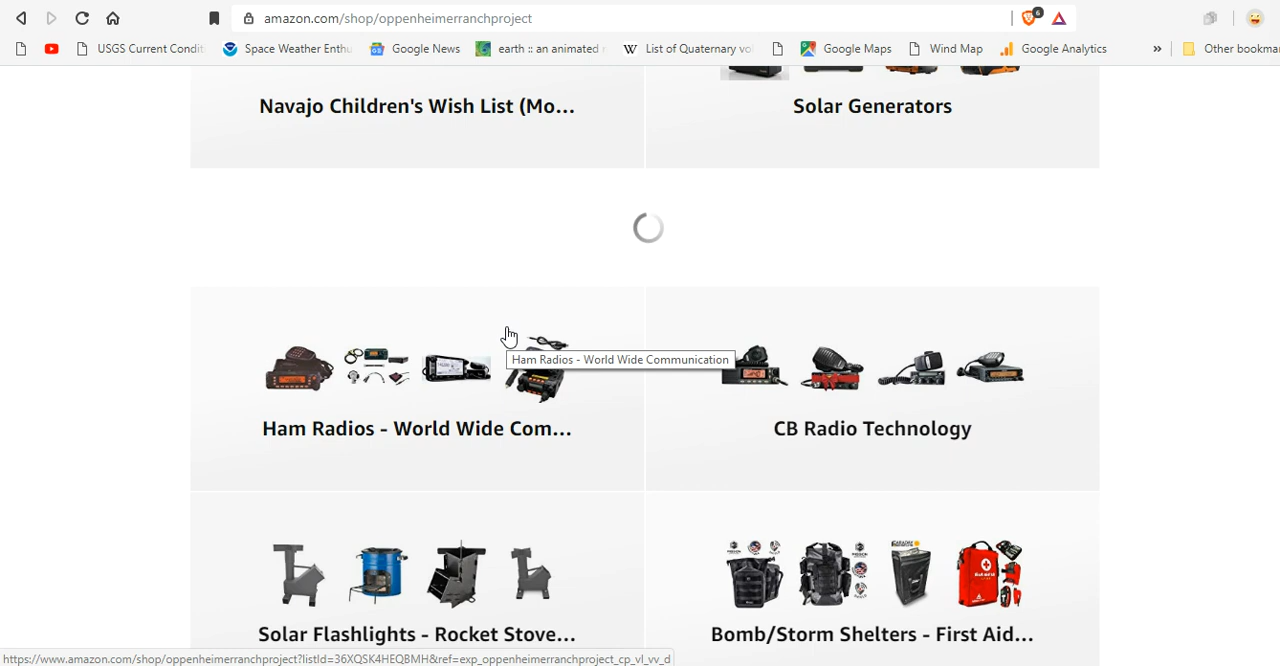 amazon.com/shop/oppenheimerranchproject
6
USGS Current Conditi
Space Weather Enthu
Google News
earth :: an animated
List of Quaternary vo
Google Maps
Wind Map
Google Analytics
»
Other bookmar
Navajo Children's Wish List (Mo...
Solar Generators
Ham Radios - World Wide Communication
Ham Radios - World Wide Com...
CB Radio Technology
Solar Flashlights - Rocket Stove...
Bomb/Storm Shelters - First Aid...
https://www.amazon.com/shop/oppenheimerranchproject?listId=36XQSK4HEQBMH&ref=exp_oppenheimerranchproject_cp_vl_vv_d